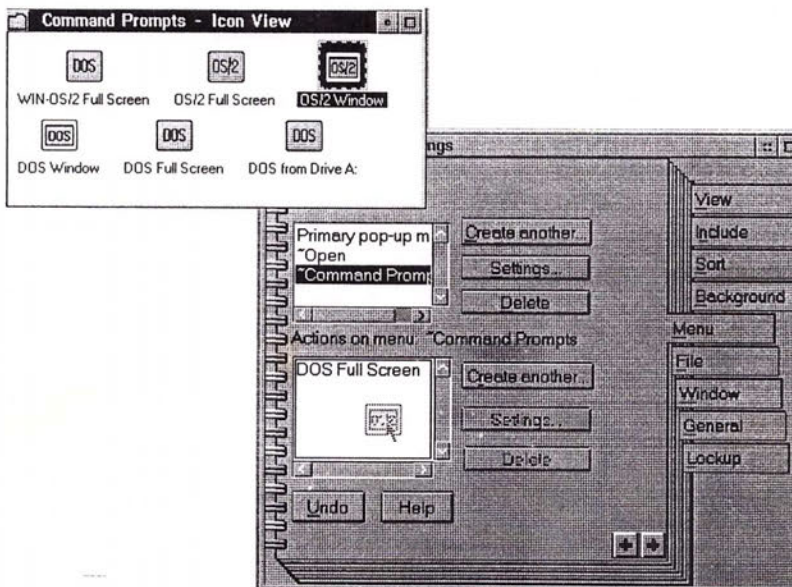 Command Prompts - Icon View
DOS
OS/2
OS/2
WIN-OS/2 Full Screen
OS/2 Full Screen
OS/2 Window
DOS
DOS
DOS
DOS Window
DOS Full Screen
DOS from Drive A:
ngs
View
Include
Sort
Background
Menu
File
Window
General
Lockup
Primary pop-up m
~Open
~Command Promp
Create another...
Settings...
Delete
Actions on menu: ~Command Prompts
DOS Full Screen
Create another...
Settings...
Delete
Undo
Help